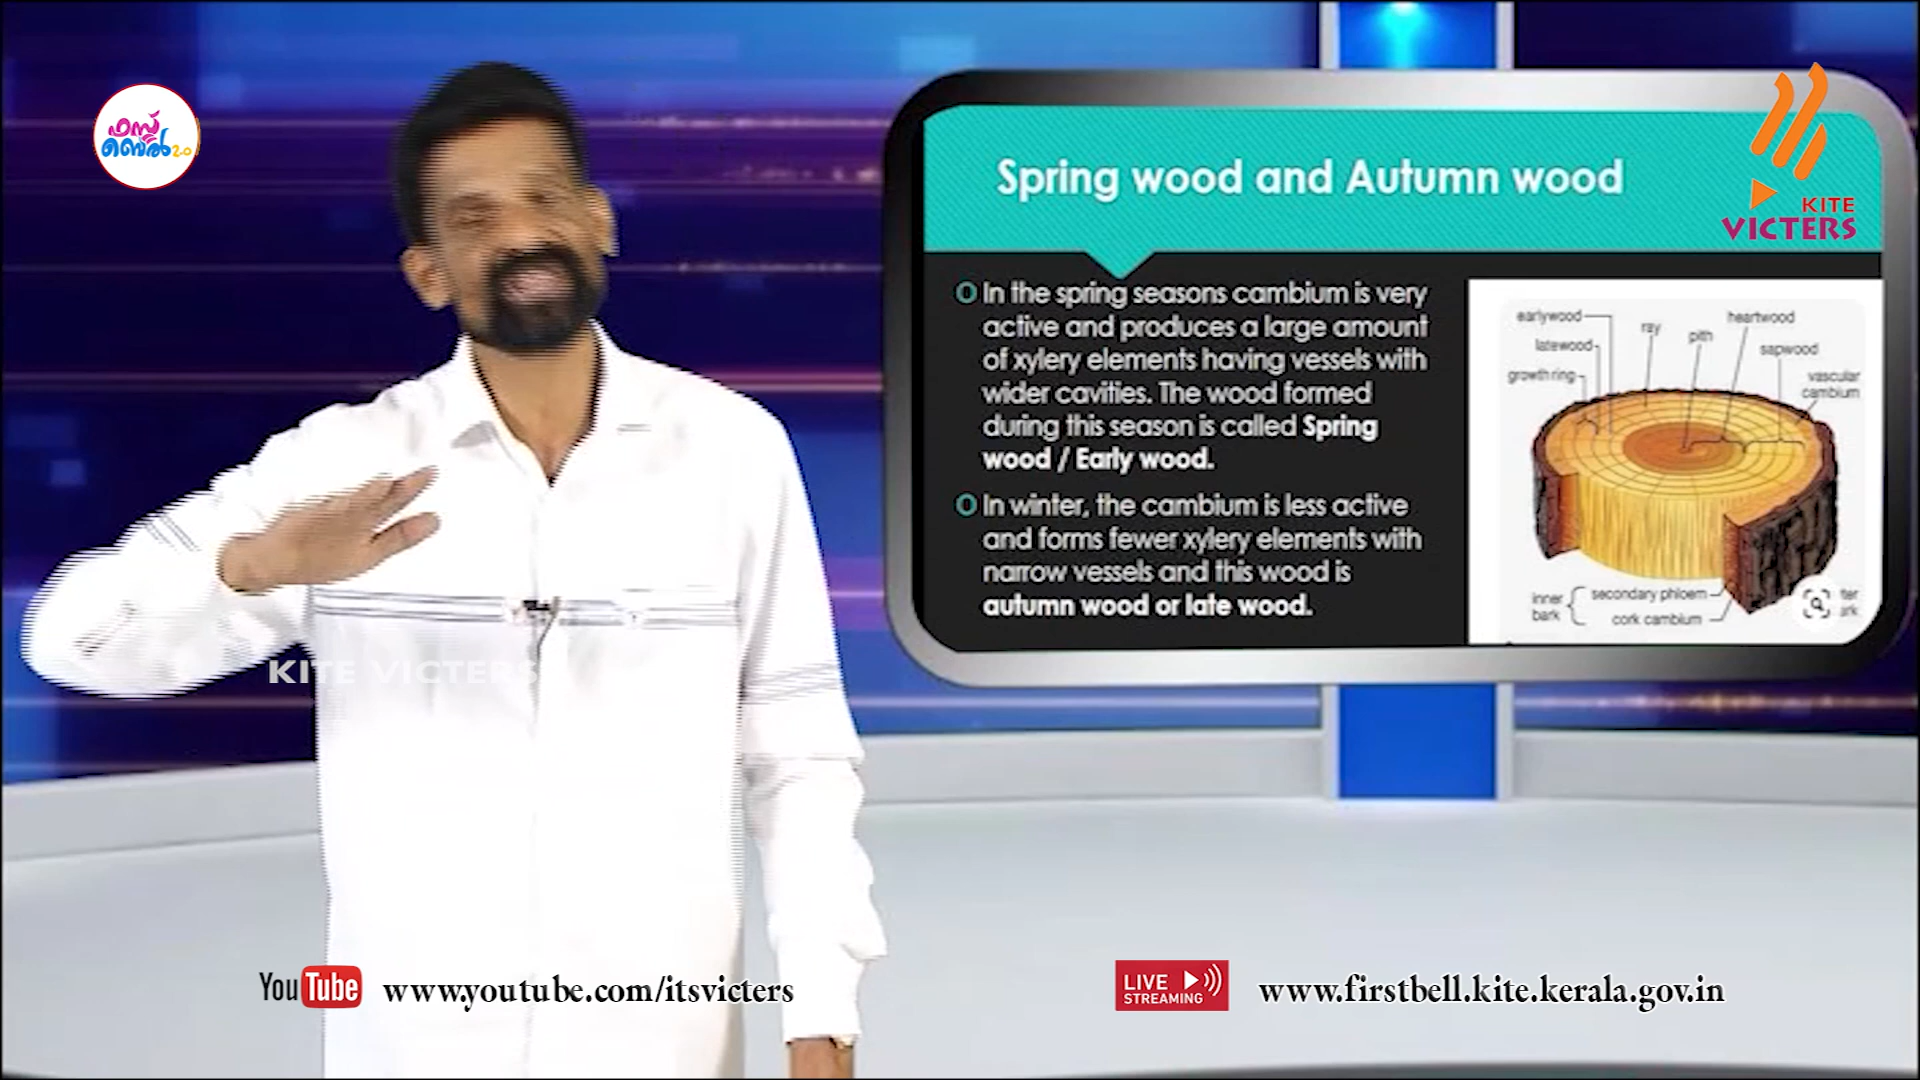 ഫസ്റ്റ്
ബെൽ 2.0
Spring wood and Autumn wood
KITE
VICTERS
In the spring seasons cambium is very
active and produces a large amount
of xylery elements having vessels with
wider cavities. The wood formed
during this season is called Spring
wood / Early wood.
In winter, the cambium is less active
and forms fewer xylery elements with
narrow vessels and this wood is
autumn wood or late wood.
earlywood
latewood
growth ring
ray
pith
heartwood
sapwood
vascular
cambium
inner
bark
secondary phloem
cork cambium
KITE VICTERS
YouTube www.youtube.com/itsvicters
LIVE
STREAMING
www.firstbell.kite.kerala.gov.in